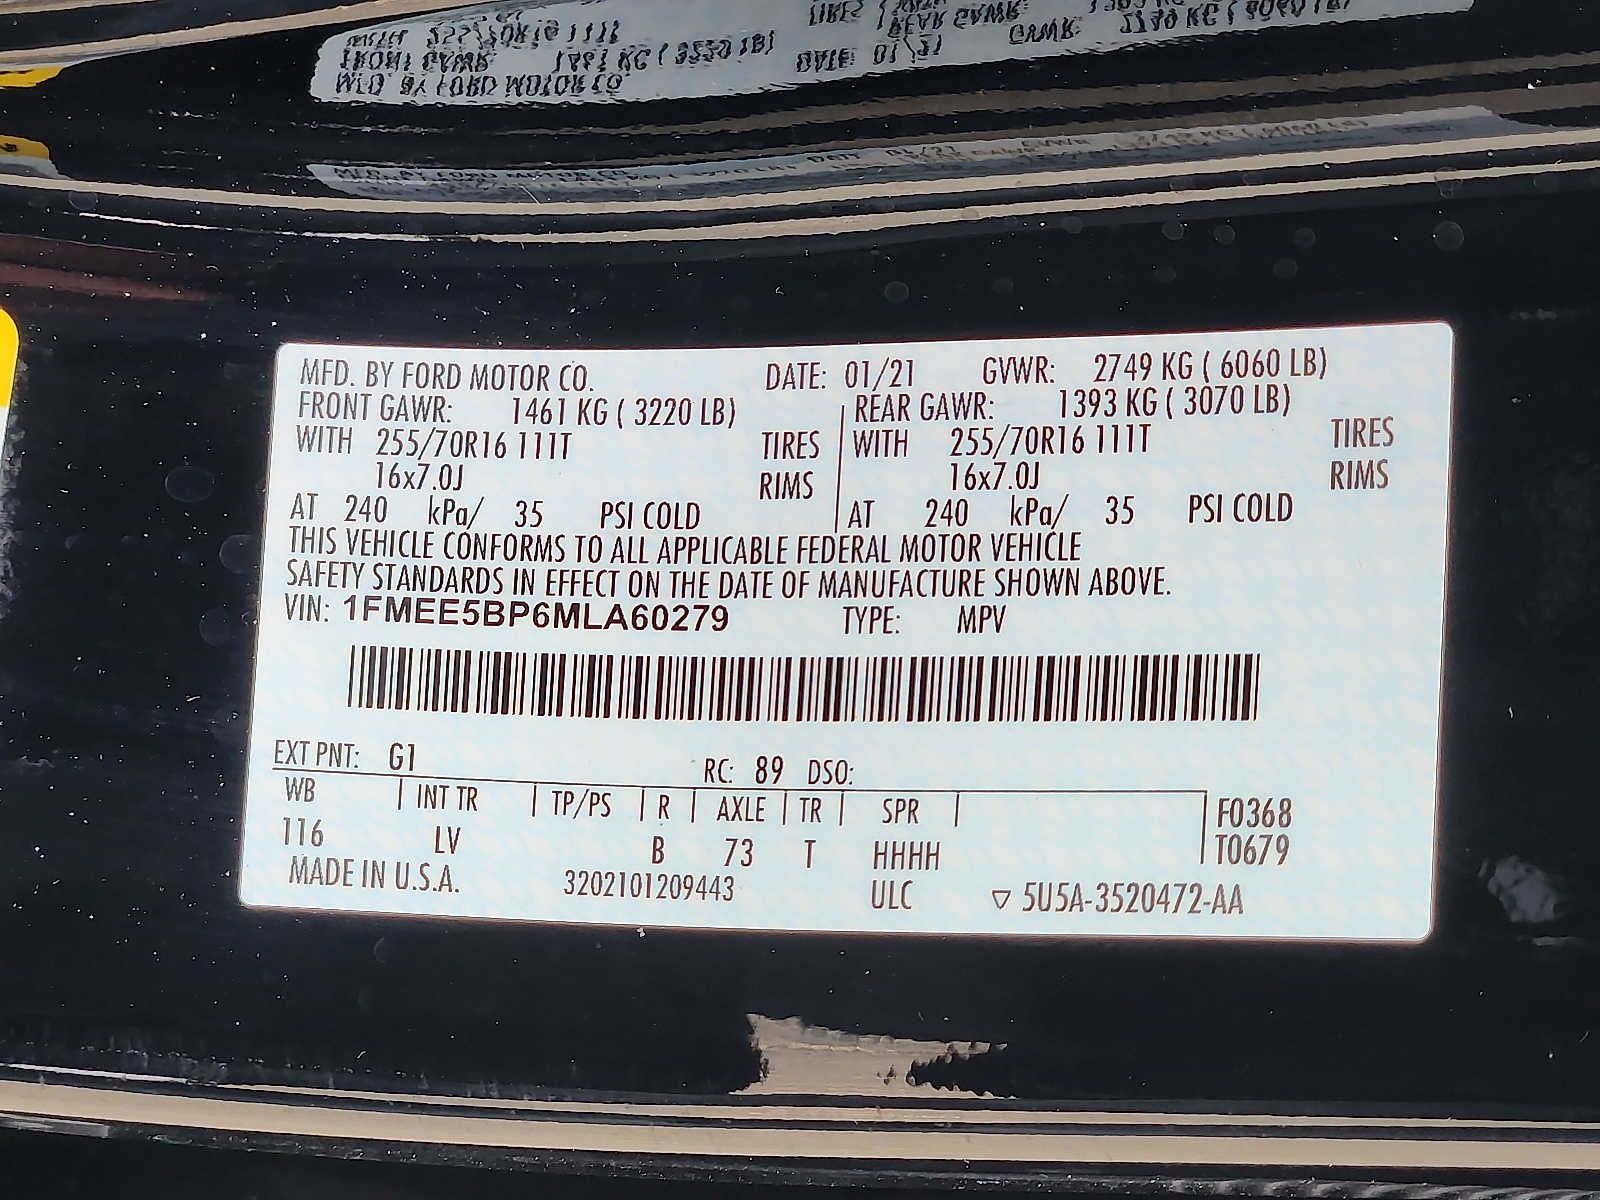 MFD. BY FORD MOTOR CO. DATE: 01/21 GVWR: 2749 KG ( 6060 LB)
FRONT GAWR: 1461 KG ( 3220 LB) REAR GAWR: 1393 KG ( 3070 LB)
WITH 255/70R16 111T TIRES WITH 255/70R16 111T TIRES
16x7.0J RIMS 16x7.0J RIMS
AT 240 kPa/ 35 PSI COLD AT 240 kPa/ 35 PSI COLD
THIS VEHICLE CONFORMS TO ALL APPLICABLE FEDERAL MOTOR VEHICLE
SAFETY STANDARDS IN EFFECT ON THE DATE OF MANUFACTURE SHOWN ABOVE.
VIN: 1FMEE5BP6MLA60279 TYPE: MPV
EXT PNT: G1 RC: 89 DSO:
WB INT TR TP/PS R AXLE TR SPR F0368
116 LV B 73 T HHHH T0679
MADE IN U.S.A. 3202101209443 ULC ▽ 5U5A-3520472-AA